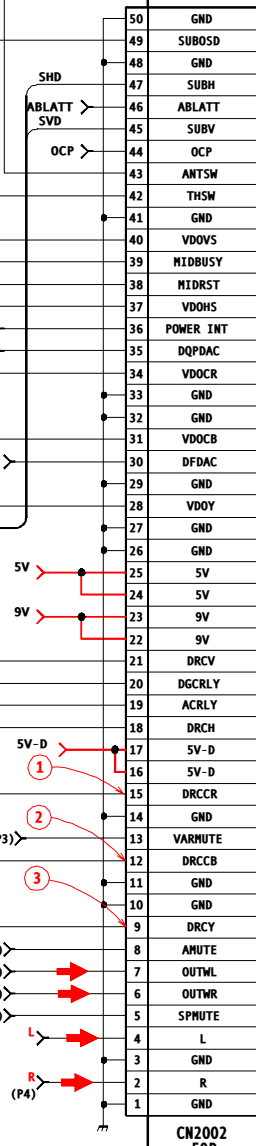 50 GND
49 SUBOSD
48 GND
SHD 47 SUBH
ABLATT 46 ABLATT
SVD 45 SUBV
OCP 44 OCP
43 ANTSW
42 THSW
41 GND
40 VDOVS
39 MIDBUSY
38 MIDRST
37 VDOHS
36 POWER INT
35 DQPDAC
34 VDOCR
33 GND
32 GND
31 VDOCB
30 DFDAC
29 GND
28 VDOY
27 GND
26 GND
5V 25 5V
24 5V
9V 23 9V
22 9V
21 DRCV
20 DGCRLY
19 ACRLY
18 DRCH
5V-D 17 5V-D
16 5V-D
1 15 DRCCR
14 GND
2 13 VARMUTE
12 DRCCB
3 11 GND
10 GND
9 DRCY
8 AMUTE
7 OUTWL
6 OUTWR
5 SPMUTE
L 4 L
3 GND
R 2 R
(P4)
1 GND
CN2002